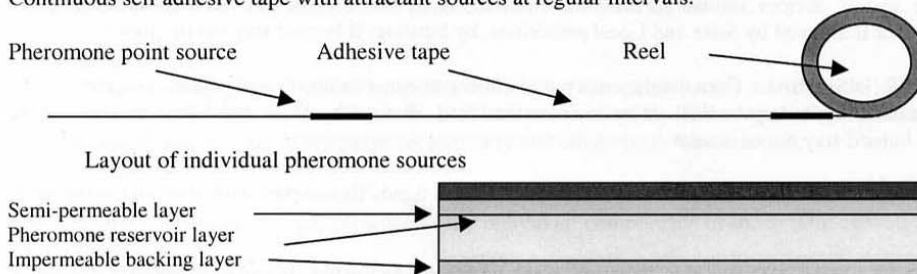 Continuous self adhesive tape with attractant sources at regular intervals.
Pheromone point source Adhesive tape Reel
Layout of individual pheromone sources
Semi-permeable layer
Pheromone reservoir layer
Impermeable backing layer